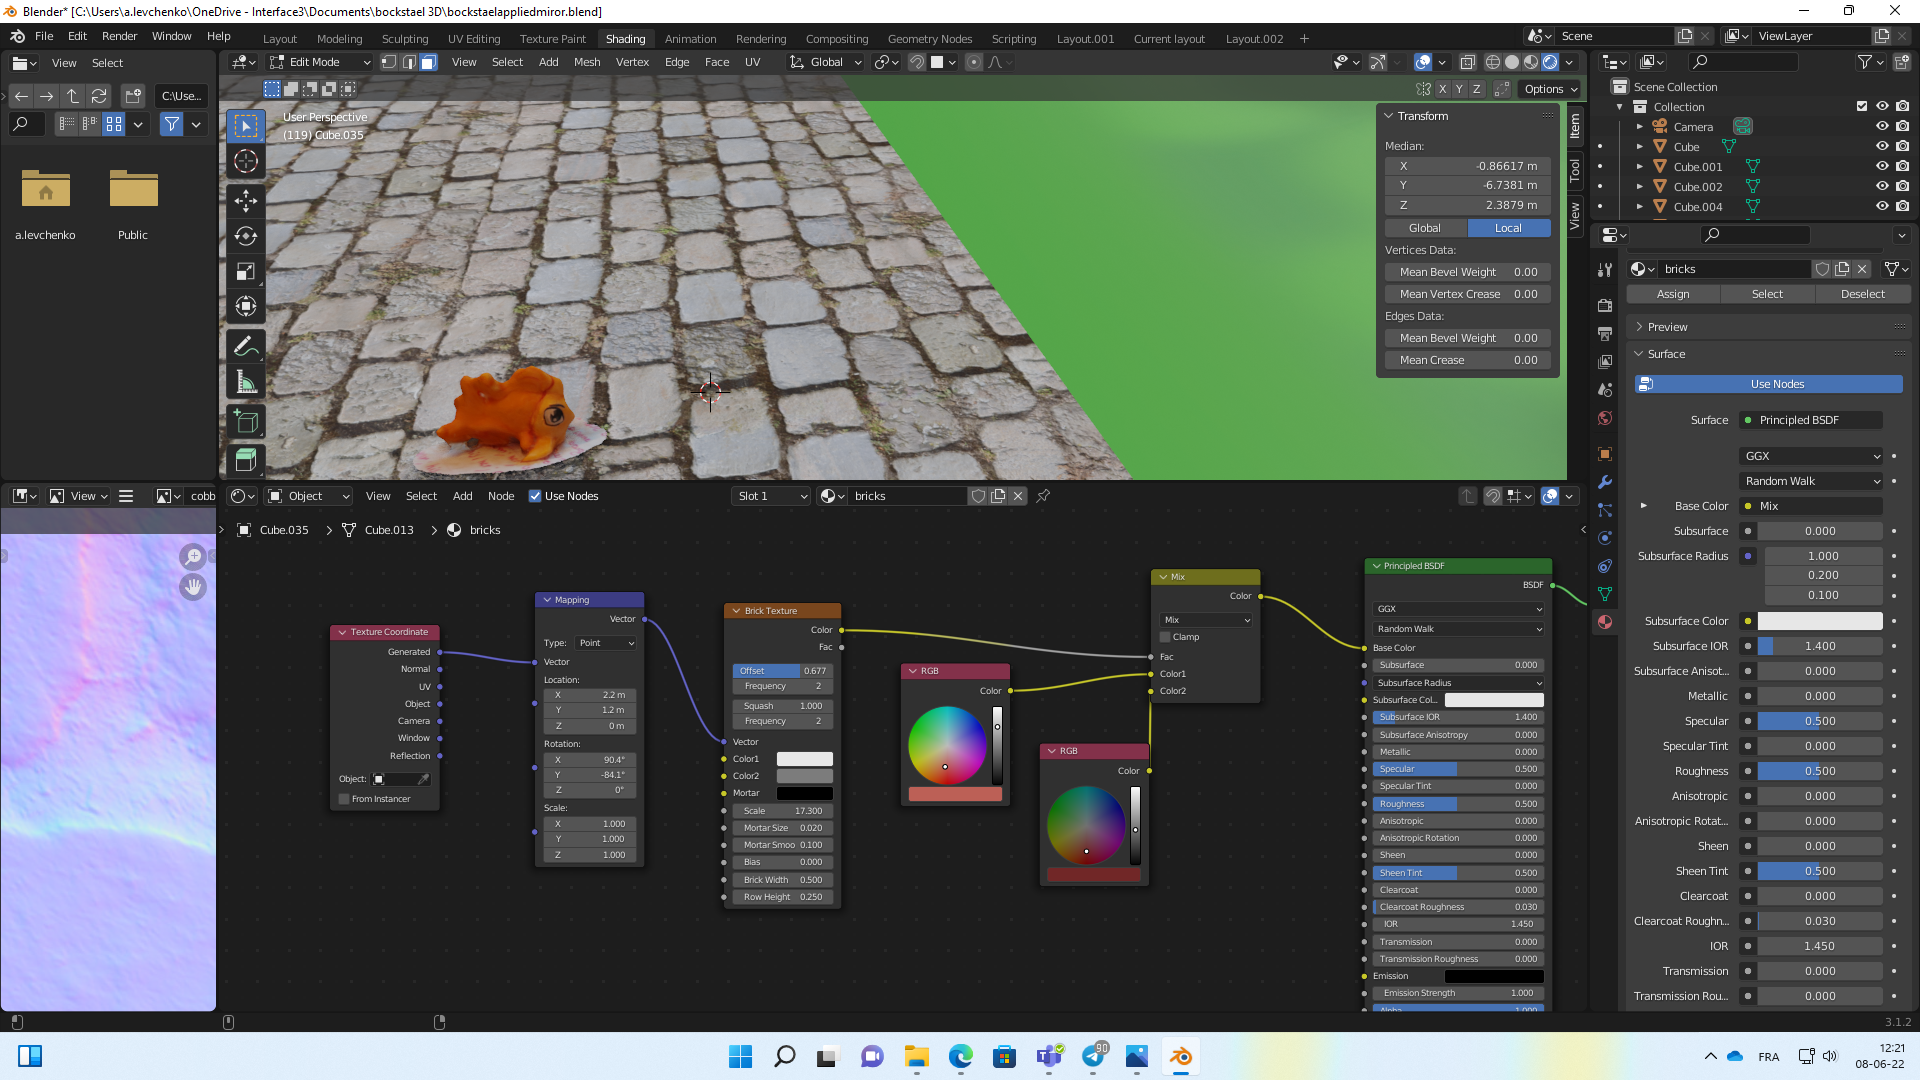 Blender* [C:\Users\a.levchenko\OneDrive - Interface3\Documents\bockstael 3D\bockstaelappliedmiror.blend]
File Edit Render Window Help
Layout Modeling Sculpting UV Editing Texture Paint Shading Animation Rendering Compositing Geometry Nodes Scripting Layout.001 Current layout Layout.002 +
Scene
ViewLayer
View Select
C:\Use...
a.levchenko
Public
Edit Mode View Select Add Mesh Vertex Edge Face UV Global
X Y Z Options
User Perspective
(119) Cube.035
Transform
Median:
X -0.86617 m
Y -6.7381 m
Z 2.3879 m
Global Local
Vertices Data:
Mean Bevel Weight 0.00
Mean Vertex Crease 0.00
Edges Data:
Mean Bevel Weight 0.00
Mean Crease 0.00
Item
Tool
View
Scene Collection
Collection
Camera
Cube
Cube.001
Cube.002
Cube.004
bricks
Assign Select Deselect
Preview
Surface
Use Nodes
Surface Principled BSDF
GGX
Random Walk
Base Color Mix
Subsurface 0.000
Subsurface Radius 1.000
0.200
0.100
Subsurface Color
Subsurface IOR 1.400
Subsurface Anisot... 0.000
Metallic 0.000
Specular 0.500
Specular Tint 0.000
Roughness 0.500
Anisotropic 0.000
Anisotropic Rotat... 0.000
Sheen 0.000
Sheen Tint 0.500
Clearcoat 0.000
Clearcoat Roughn... 0.030
IOR 1.450
Transmission 0.000
Transmission Rou... 0.000
View cobb
Object View Select Add Node Use Nodes Slot 1 bricks
Cube.035 > Cube.013 > bricks
Texture Coordinate
Generated
Normal
UV
Object
Camera
Window
Reflection
Object:
From Instancer
Mapping
Vector
Type: Point
Vector
Location:
X 2.2 m
Y 1.2 m
Z 0 m
Rotation:
X 90.4°
Y -84.1°
Z 0°
Scale:
X 1.000
Y 1.000
Z 1.000
Brick Texture
Color
Fac
Offset 0.677
Frequency 2
Squash 1.000
Frequency 2
Vector
Color1
Color2
Mortar
Scale 17.300
Mortar Size 0.020
Mortar Smoo 0.100
Bias 0.000
Brick Width 0.500
Row Height 0.250
RGB
Color
RGB
Color
Mix
Color
Mix
Clamp
Fac
Color1
Color2
Principled BSDF
BSDF
GGX
Random Walk
Base Color
Subsurface 0.000
Subsurface Radius
Subsurface Col...
Subsurface IOR 1.400
Subsurface Anisotropy 0.000
Metallic 0.000
Specular 0.500
Specular Tint 0.000
Roughness 0.500
Anisotropic 0.000
Anisotropic Rotation 0.000
Sheen 0.000
Sheen Tint 0.500
Clearcoat 0.000
Clearcoat Roughness 0.030
IOR 1.450
Transmission 0.000
Transmission Roughness 0.000
Emission
Emission Strength 1.000
Alpha 1.000
3.1.2
90
FRA
12:21
08-06-22